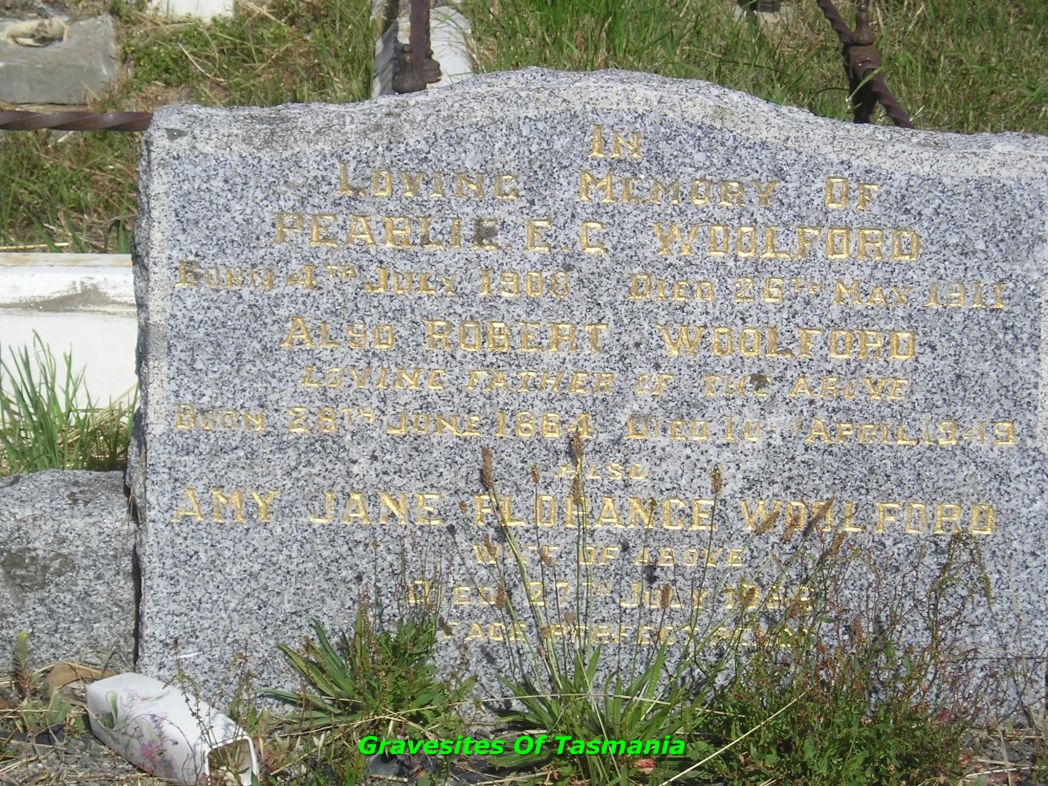 IN
LOVING MEMORY OF
PEARLIE. E. C. WOOLFORD
BORN 4TH JULY 1908. DIED 26TH MAY 1911
ALSO ROBERT WOOLFORD
LOVING FATHER OF THE ABOVE
BORN 28TH JUNE 1864 DIED APRIL 1949
ALSO
AMY JANE FLORANCE WOOLFORD
WIFE OF ABOVE
DIED 27TH JULY
PERFECT
Gravesites Of Tasmania